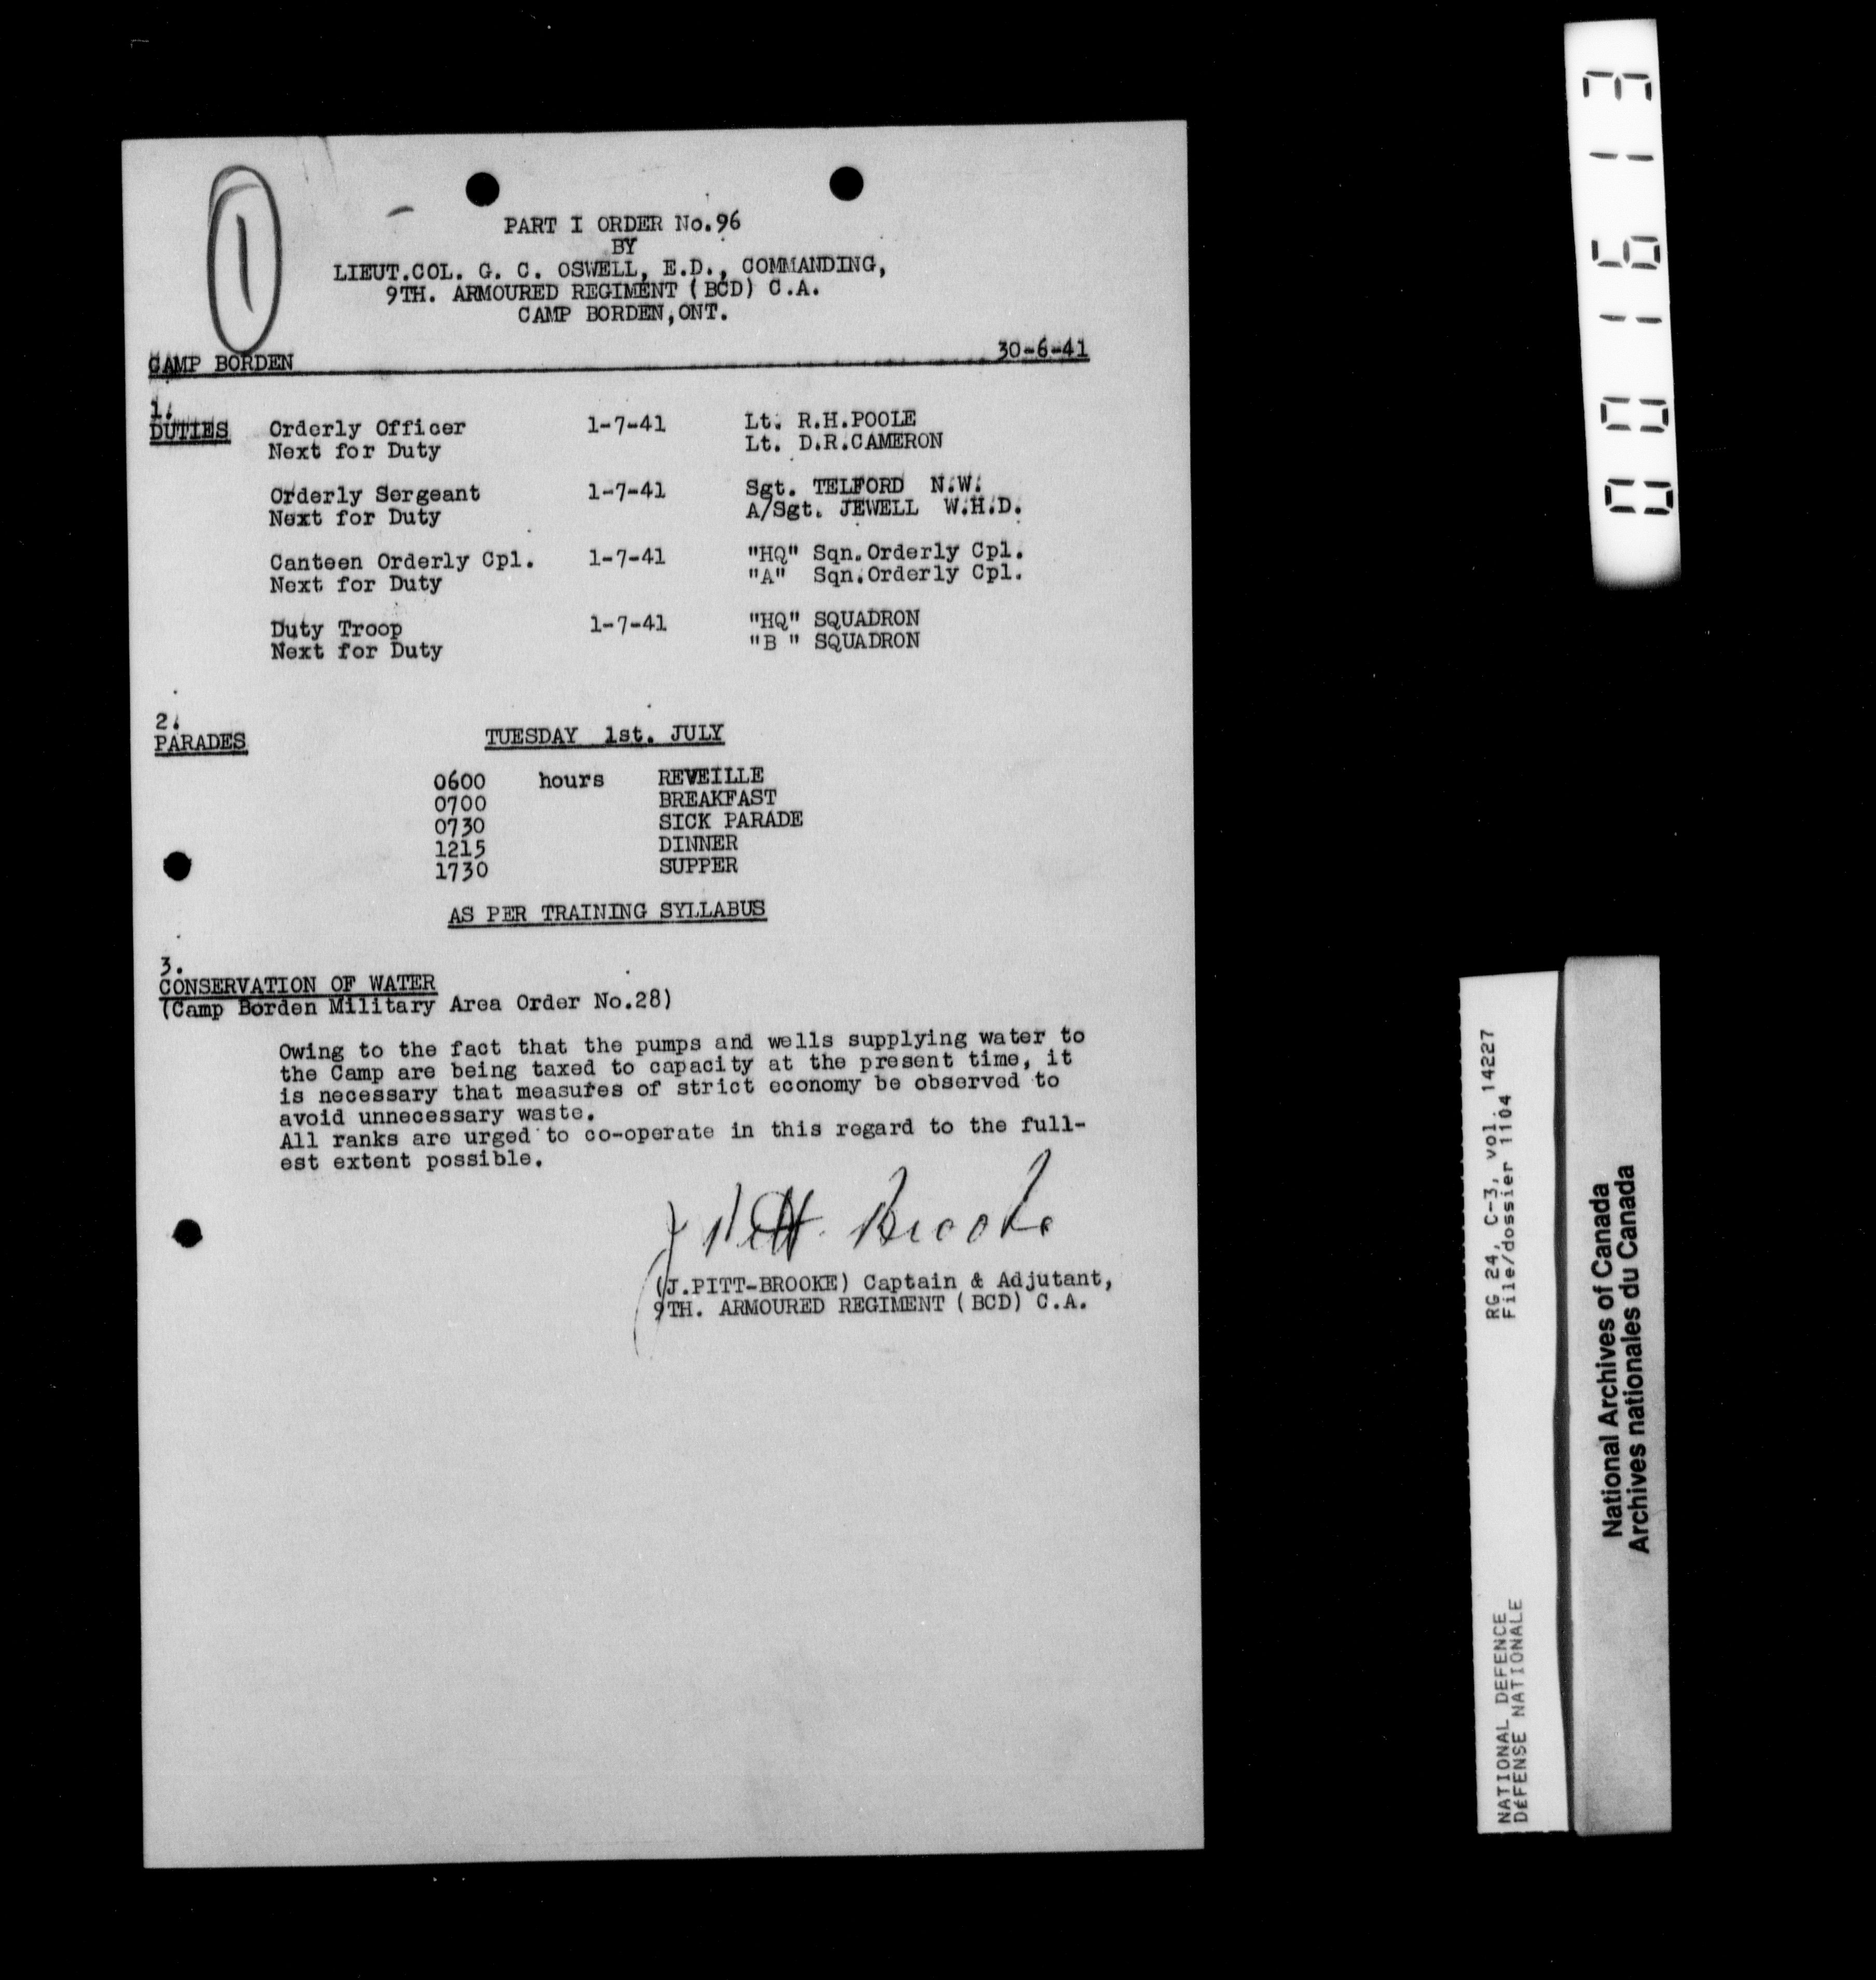 1
PART I ORDER No.96
BY
LIEUT.COL. G. C. OSWELL, E.D., COMMANDING,
9TH. ARMOURED REGIMENT (BCD) C.A.
CAMP BORDEN,ONT.
CAMP BORDEN 30-6-41
1.
DUTIES Orderly Officer 1-7-41 Lt. R.H.POOLE
Next for Duty Lt. D.R.CAMERON
Orderly Sergeant 1-7-41 Sgt. TELFORD N.W.
Next for Duty A/Sgt. JEWELL W.H.D.
Canteen Orderly Cpl. 1-7-41 "HQ" Sqn.Orderly Cpl.
Next for Duty "A" Sqn.Orderly Cpl.
Duty Troop 1-7-41 "HQ" SQUADRON
Next for Duty "B " SQUADRON
2.
PARADES TUESDAY 1st. JULY
0600 hours REVEILLE
0700 BREAKFAST
0730 SICK PARADE
1215 DINNER
1730 SUPPER
AS PER TRAINING SYLLABUS
3.
CONSERVATION OF WATER
(Camp Borden Military Area Order No.28)
Owing to the fact that the pumps and wells supplying water to
the Camp are being taxed to capacity at the present time, it
is necessary that measures of strict economy be observed to
avoid unnecessary waste.
All ranks are urged to co-operate in this regard to the full-
est extent possible.
J Pitt Brooke
(J.PITT-BROOKE) Captain & Adjutant,
9TH. ARMOURED REGIMENT (BCD) C.A.
001613
NATIONAL DEFENCE RG 24, C-3, vol. 14227
DÉFENSE NATIONALE File/dossier 1104
National Archives of Canada
Archives nationales du Canada